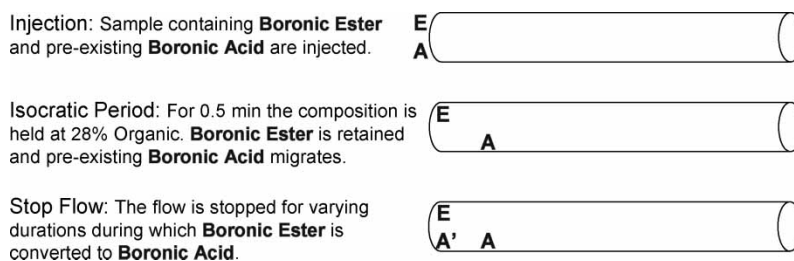 Injection: Sample containing Boronic Ester
and pre-existing Boronic Acid are injected.
E
A
Isocratic Period: For 0.5 min the composition is
held at 28% Organic. Boronic Ester is retained
and pre-existing Boronic Acid migrates.
E
A
Stop Flow: The flow is stopped for varying
durations during which Boronic Ester is
converted to Boronic Acid.
E
A' A